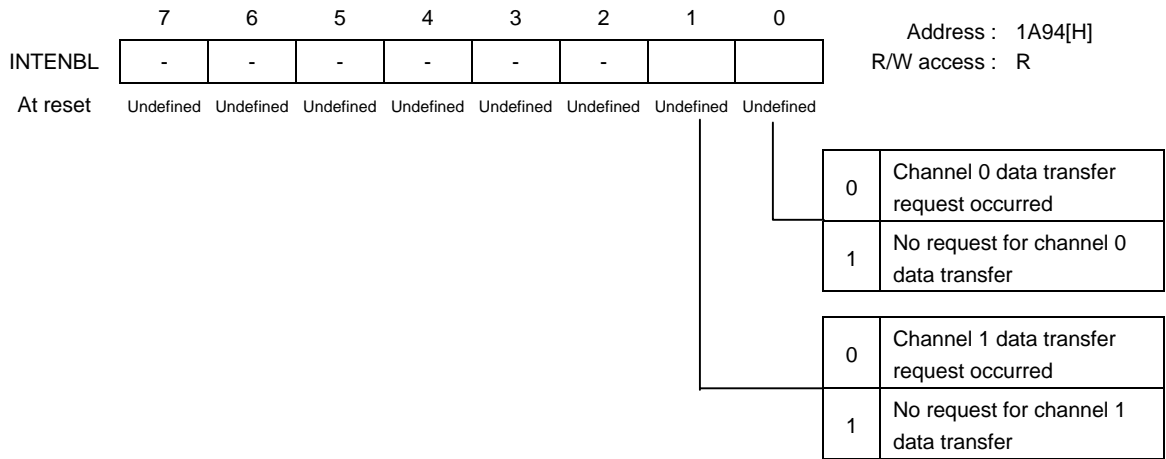 7 6 5 4 3 2 1 0
Address : 1A94[H]
INTENBL - - - - - -
R/W access : R
At reset Undefined Undefined Undefined Undefined Undefined Undefined Undefined Undefined
0 Channel 0 data transfer
request occurred
1 No request for channel 0
data transfer
0 Channel 1 data transfer
request occurred
1 No request for channel 1
data transfer